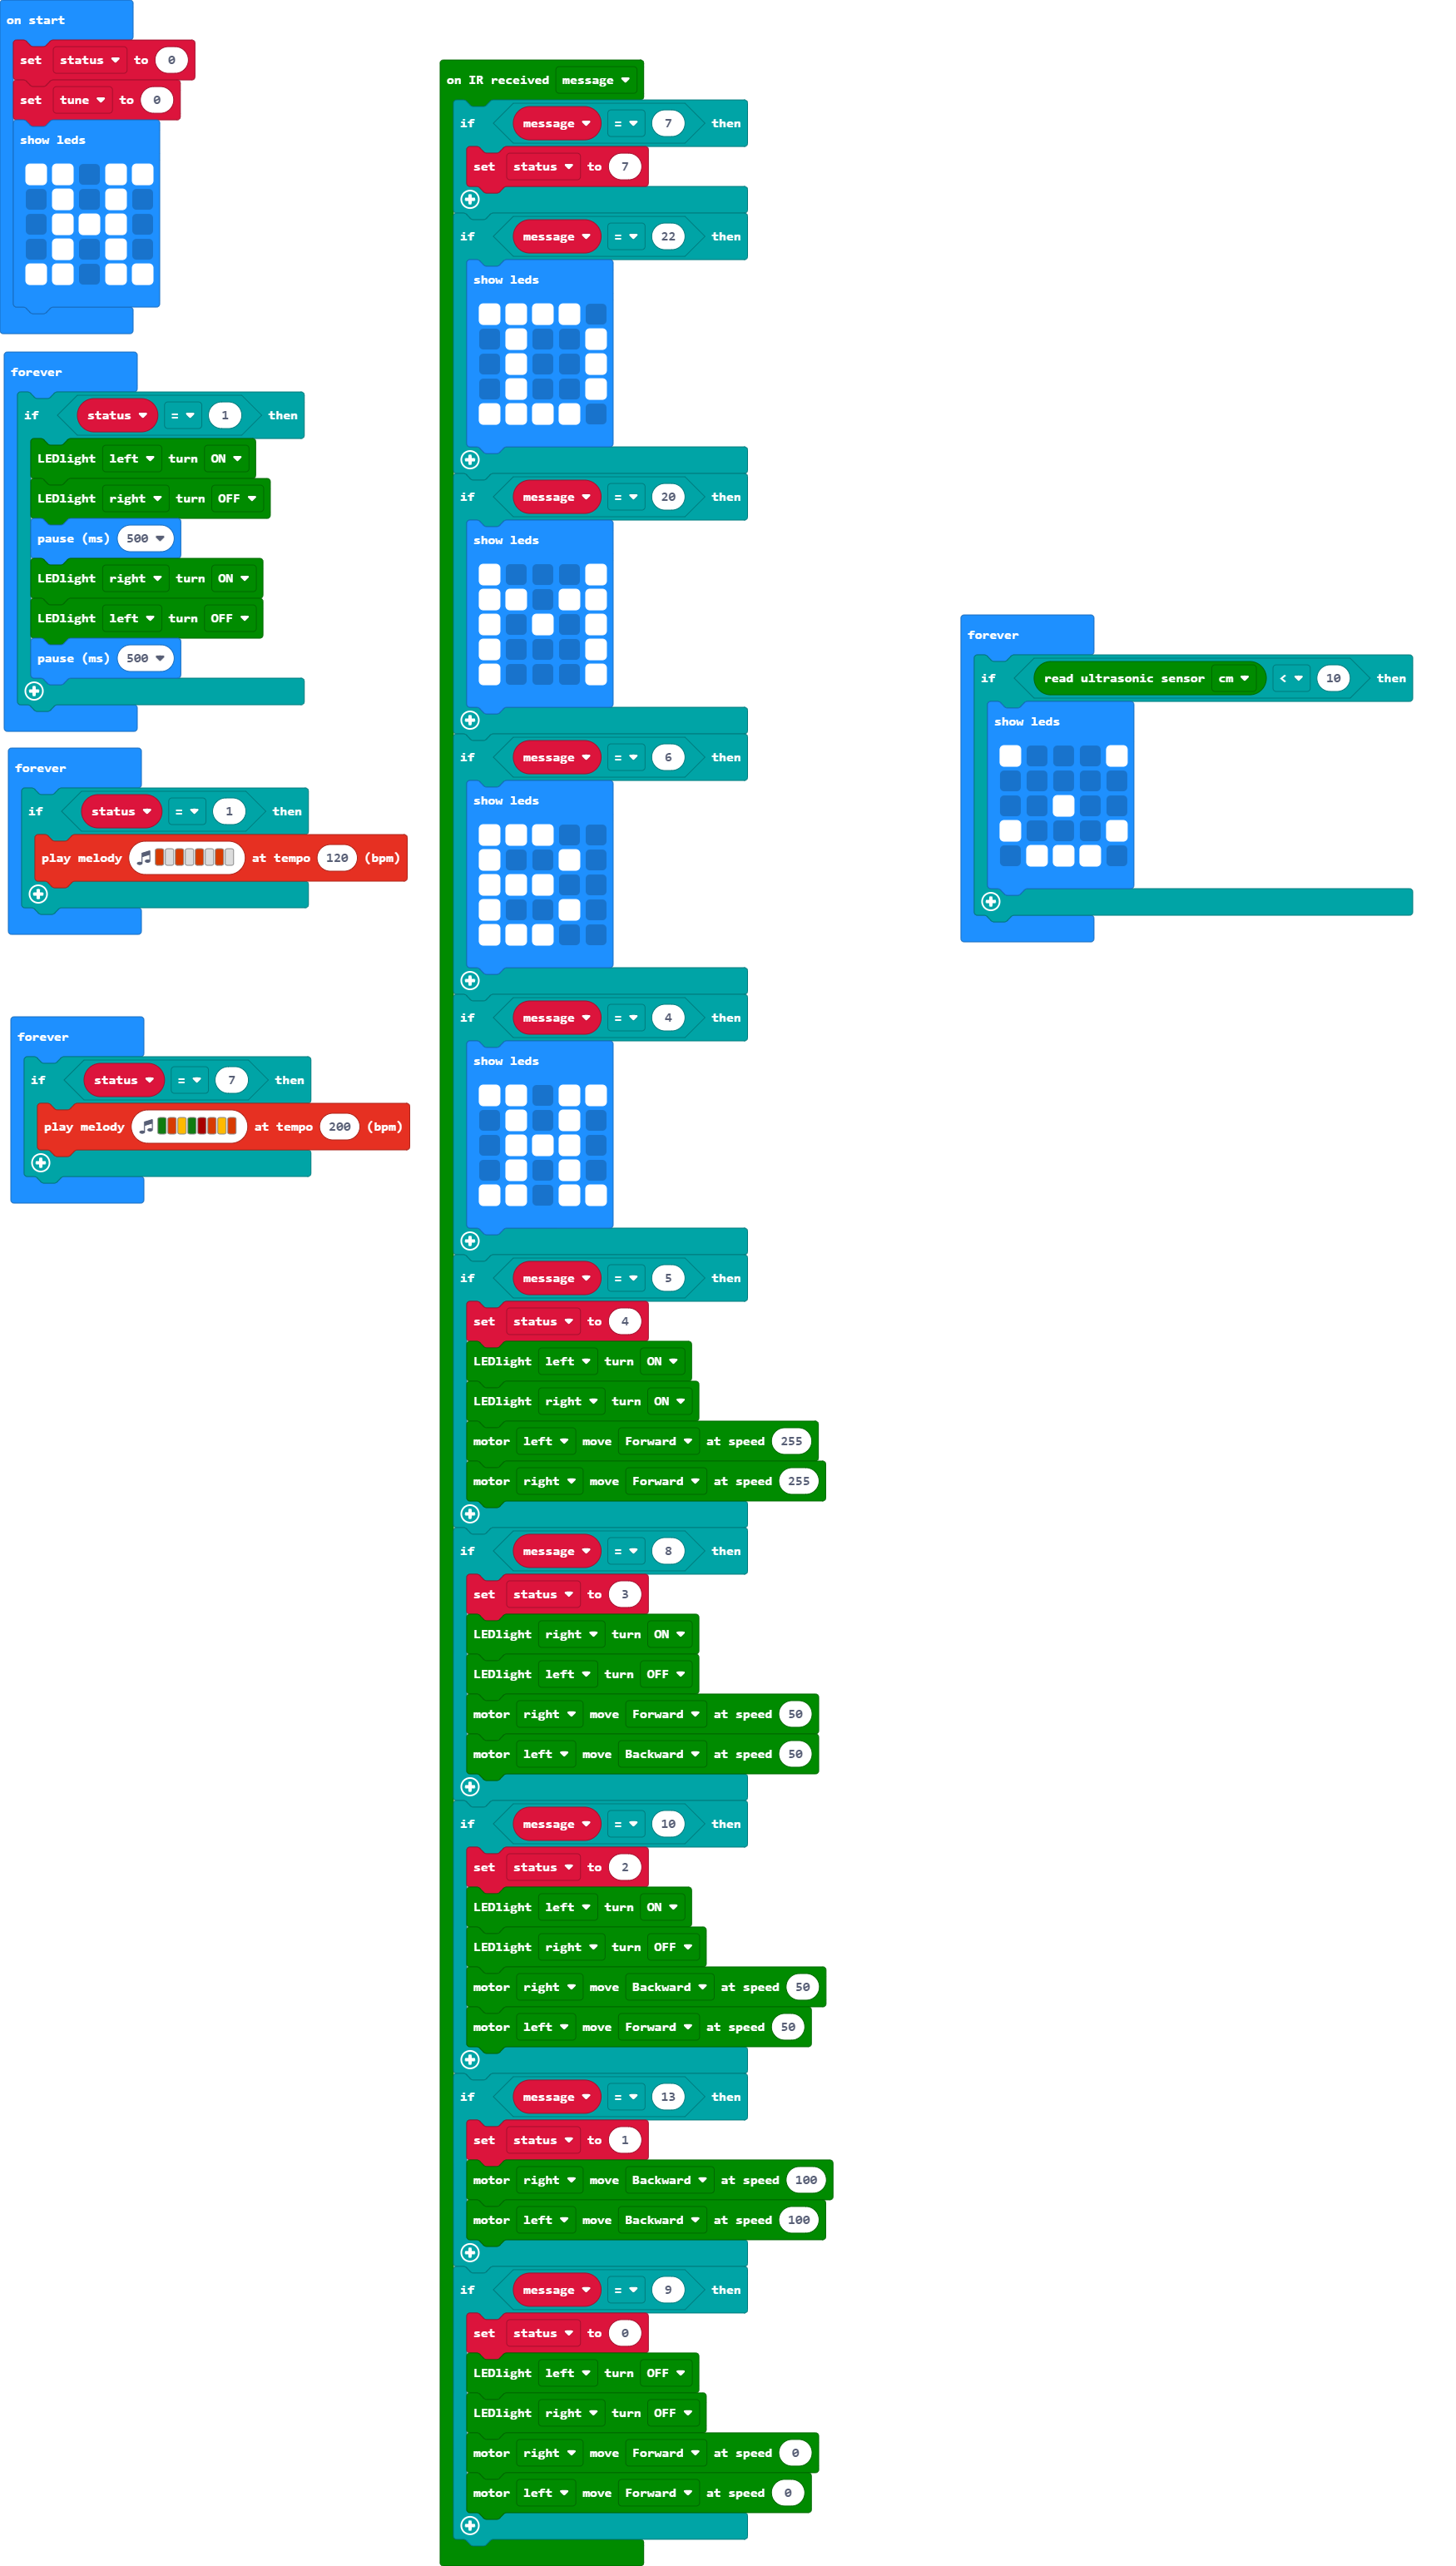 on start
set status to 0
set tune to 0
show leds
forever
if status = 1 then
LEDlight left turn ON
LEDlight right turn OFF
pause (ms) 500
LEDlight right turn ON
LEDlight left turn OFF
pause (ms) 500
forever
if status = 1 then
play melody at tempo 120 (bpm)
forever
if status = 7 then
play melody at tempo 200 (bpm)
on IR received message
if message = 7 then
set status to 7
if message = 22 then
show leds
if message = 20 then
show leds
if message = 6 then
show leds
if message = 4 then
show leds
if message = 5 then
set status to 4
LEDlight left turn ON
LEDlight right turn ON
motor left move Forward at speed 255
motor right move Forward at speed 255
if message = 8 then
set status to 3
LEDlight right turn ON
LEDlight left turn OFF
motor right move Forward at speed 50
motor left move Backward at speed 50
if message = 10 then
set status to 2
LEDlight left turn ON
LEDlight right turn OFF
motor right move Backward at speed 50
motor left move Forward at speed 50
if message = 13 then
set status to 1
motor right move Backward at speed 100
motor left move Backward at speed 100
if message = 9 then
set status to 0
LEDlight left turn OFF
LEDlight right turn OFF
motor right move Forward at speed 0
motor left move Forward at speed 0
forever
if read ultrasonic sensor cm < 10 then
show leds